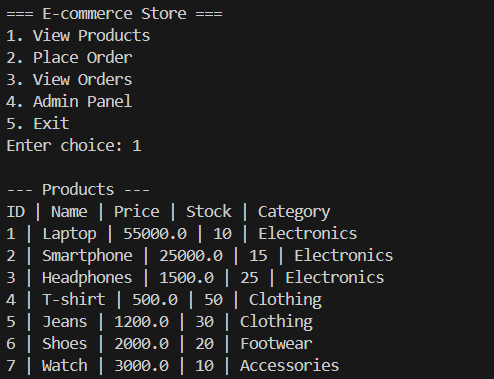 === E-commerce Store ===
1. View Products
2. Place Order
3. View Orders
4. Admin Panel
5. Exit
Enter choice: 1
--- Products ---
ID | Name | Price | Stock | Category
1 | Laptop | 55000.0 | 10 | Electronics
2 | Smartphone | 25000.0 | 15 | Electronics
3 | Headphones | 1500.0 | 25 | Electronics
4 | T-shirt | 500.0 | 50 | Clothing
5 | Jeans | 1200.0 | 30 | Clothing
6 | Shoes | 2000.0 | 20 | Footwear
7 | Watch | 3000.0 | 10 | Accessories